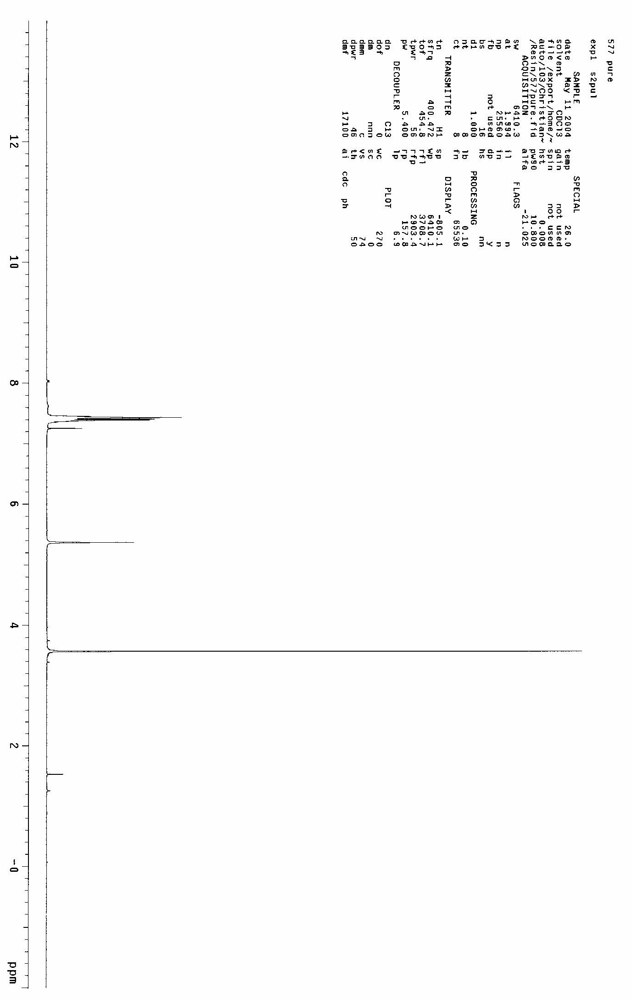 577 pure
exp1 s2pul
SAMPLE
date May 11 2004
solvent CDCl3
file /export/home/~
auto/103/Christian~
/Resin/577pure.fid
ACQUISITION
sw 6410.3
at 1.994
np 25560
fb not used
bs 16
d1 1.000
nt 8
ct 8
TRANSMITTER
tn H1
sfrq 400.472
tof 454.8
tpwr 56
pw 5.400
DECOUPLER
dn C13
dof 0
dm nnn
dmm c
dpwr 46
dmf 17100
SPECIAL
temp 26.0
gain not used
spin not used
hst 0.008
pw90 10.800
alfa -21.025
FLAGS
il n
in n
dp y
hs nn
PROCESSING
lb 0.10
fn 65536
DISPLAY
sp -805.1
wp 6410.1
rfl 3708.7
rfp 2903.4
rp 157.8
lp 6.9
PLOT
wc 270
sc 0
vs 74
th 50
ai cdc ph
12 10 8 6 4 2 -0 ppm